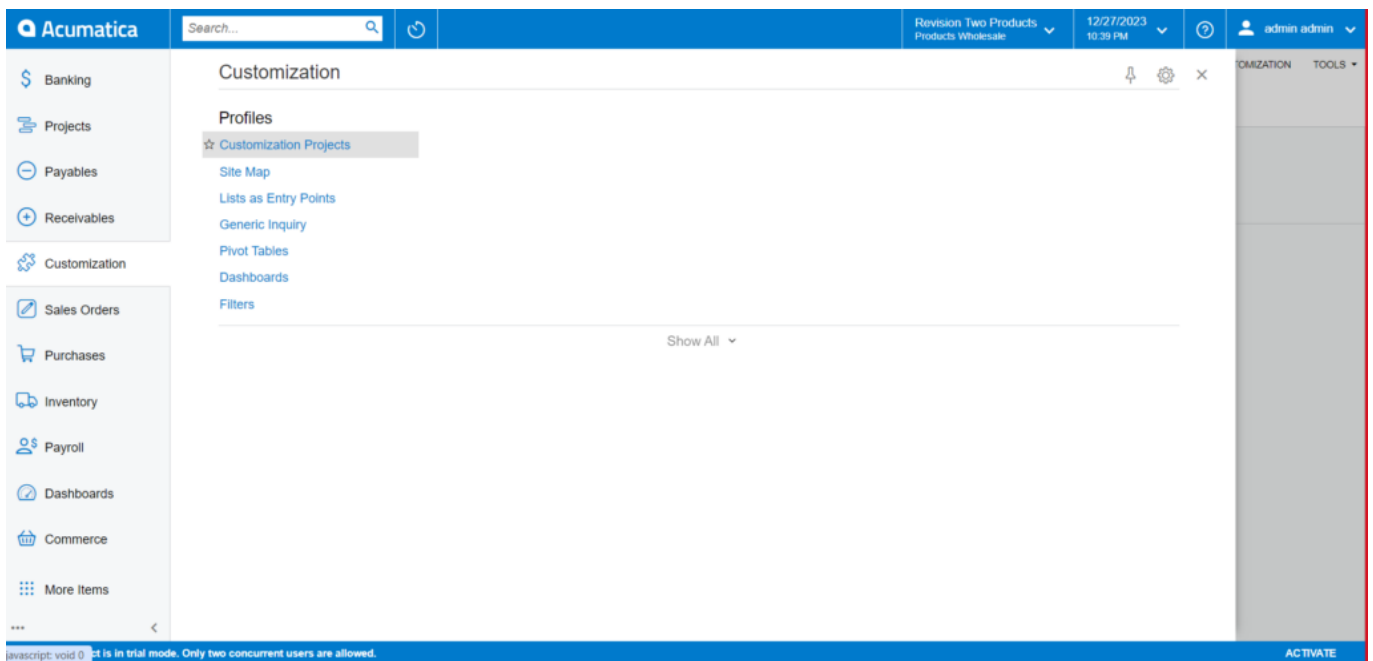 Acumatica
Search...
Revision Two Products
Products Wholesale
12/27/2023
10:39 PM
admin admin
Banking
Projects
Payables
Receivables
Customization
Sales Orders
Purchases
Inventory
Payroll
Dashboards
Commerce
More Items
Customization
Profiles
Customization Projects
Site Map
Lists as Entry Points
Generic Inquiry
Pivot Tables
Dashboards
Filters
Show All
TOOLS
javascript: void 0
is in trial mode. Only two concurrent users are allowed.
ACTIVATE